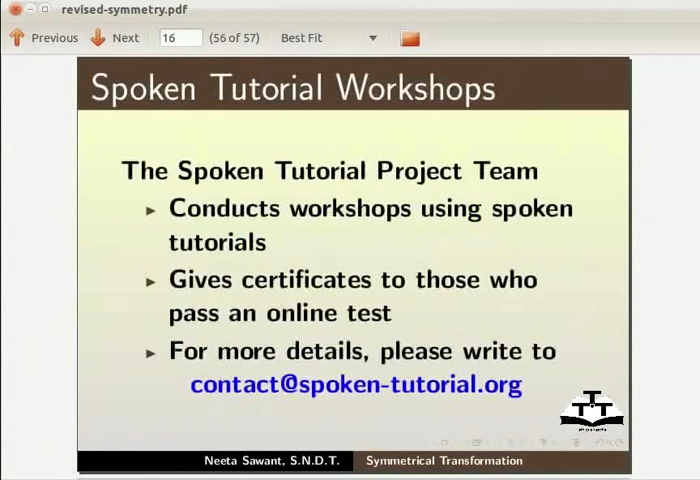 revised-symmetry.pdf
Previous Next 16 (56 of 57) Best Fit
Spoken Tutorial Workshops
The Spoken Tutorial Project Team
Conducts workshops using spoken
tutorials
Gives certificates to those who
pass an online test
For more details, please write to
contact@spoken-tutorial.org
Neeta Sawant, S.N.D.T. Symmetrical Transformation